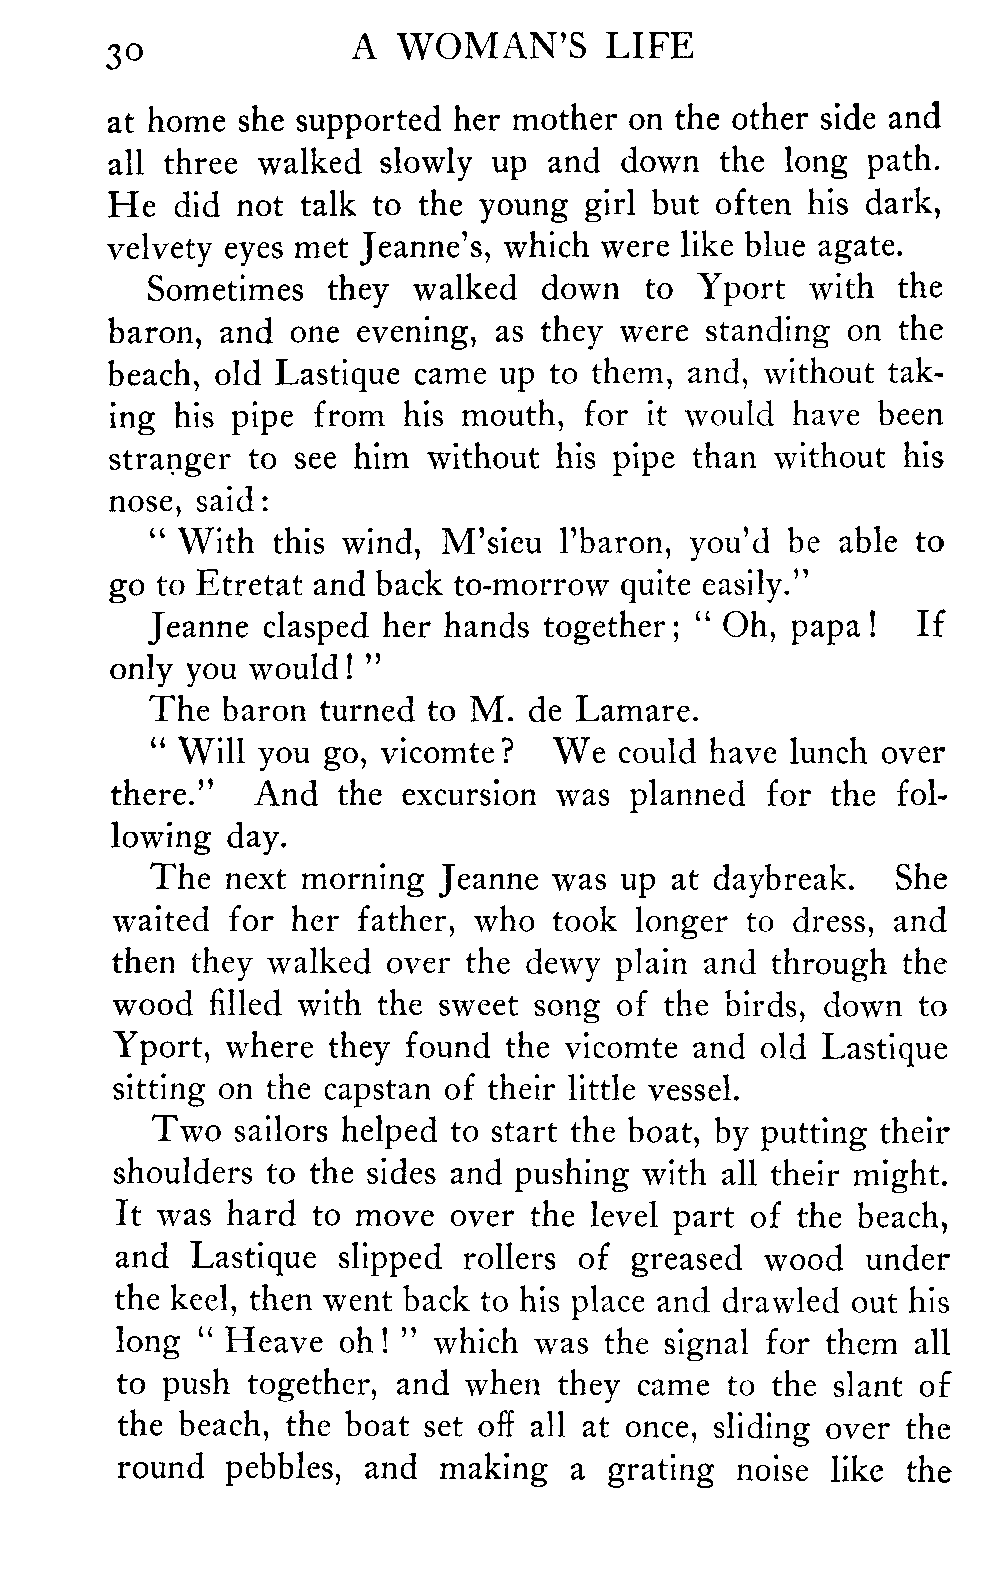 30 A WOMAN'S LIFE
at home she supported her mother on the other side and
all three walked slowly up and down the long path.
He did not talk to the young girl but often his dark,
velvety eyes met Jeanne's, which were like blue agate.
Sometimes they walked down to Yport with the
baron, and one evening, as they were standing on the
beach, old Lastique came up to them, and, without tak-
ing his pipe from his mouth, for it would have been
stranger to see him without his pipe than without his
nose, said:
" With this wind, M'sieu l'baron, you'd be able to
go to Etretat and back to-morrow quite easily."
Jeanne clasped her hands together; " Oh, papa! If
only you would! "
The baron turned to M. de Lamare.
" Will you go, vicomte? We could have lunch over
there." And the excursion was planned for the fol-
lowing day.
The next morning Jeanne was up at daybreak. She
waited for her father, who took longer to dress, and
then they walked over the dewy plain and through the
wood filled with the sweet song of the birds, down to
Yport, where they found the vicomte and old Lastique
sitting on the capstan of their little vessel.
Two sailors helped to start the boat, by putting their
shoulders to the sides and pushing with all their might.
It was hard to move over the level part of the beach,
and Lastique slipped rollers of greased wood under
the keel, then went back to his place and drawled out his
long " Heave oh! " which was the signal for them all
to push together, and when they came to the slant of
the beach, the boat set off all at once, sliding over the
round pebbles, and making a grating noise like the